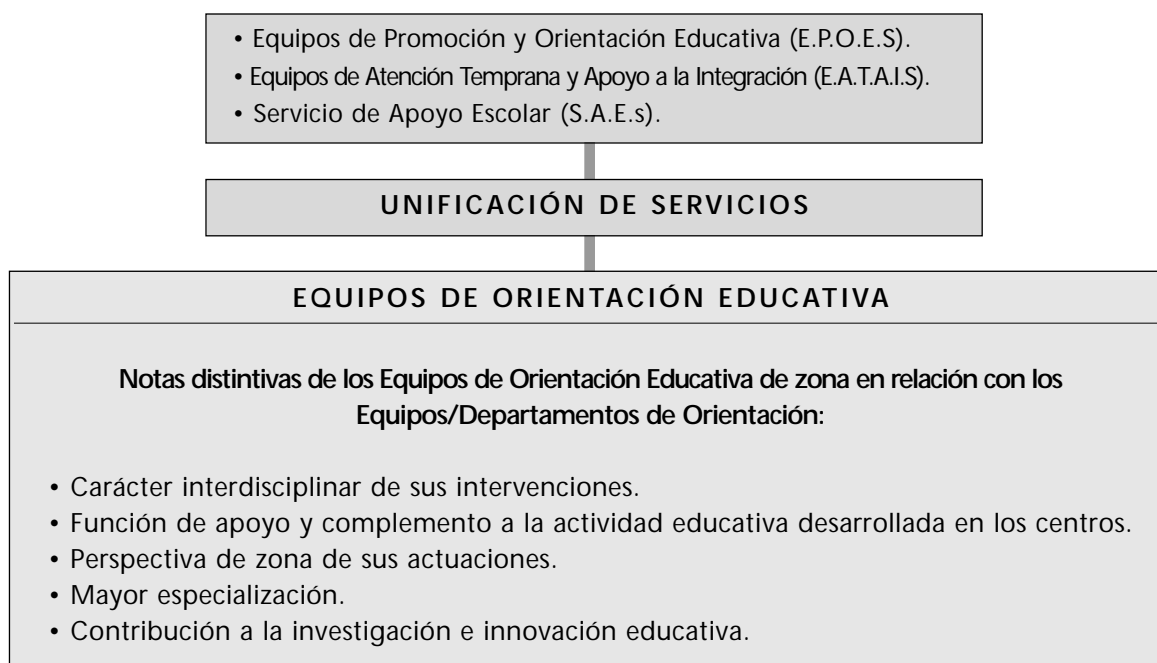 • Equipos de Promoción y Orientación Educativa (E.P.O.E.S).
• Equipos de Atención Temprana y Apoyo a la Integración (E.A.T.A.I.S).
• Servicio de Apoyo Escolar (S.A.E.s).
UNIFICACIÓN DE SERVICIOS
EQUIPOS DE ORIENTACIÓN EDUCATIVA
Notas distintivas de los Equipos de Orientación Educativa de zona en relación con los
Equipos/Departamentos de Orientación:
• Carácter interdisciplinar de sus intervenciones.
• Función de apoyo y complemento a la actividad educativa desarrollada en los centros.
• Perspectiva de zona de sus actuaciones.
• Mayor especialización.
• Contribución a la investigación e innovación educativa.